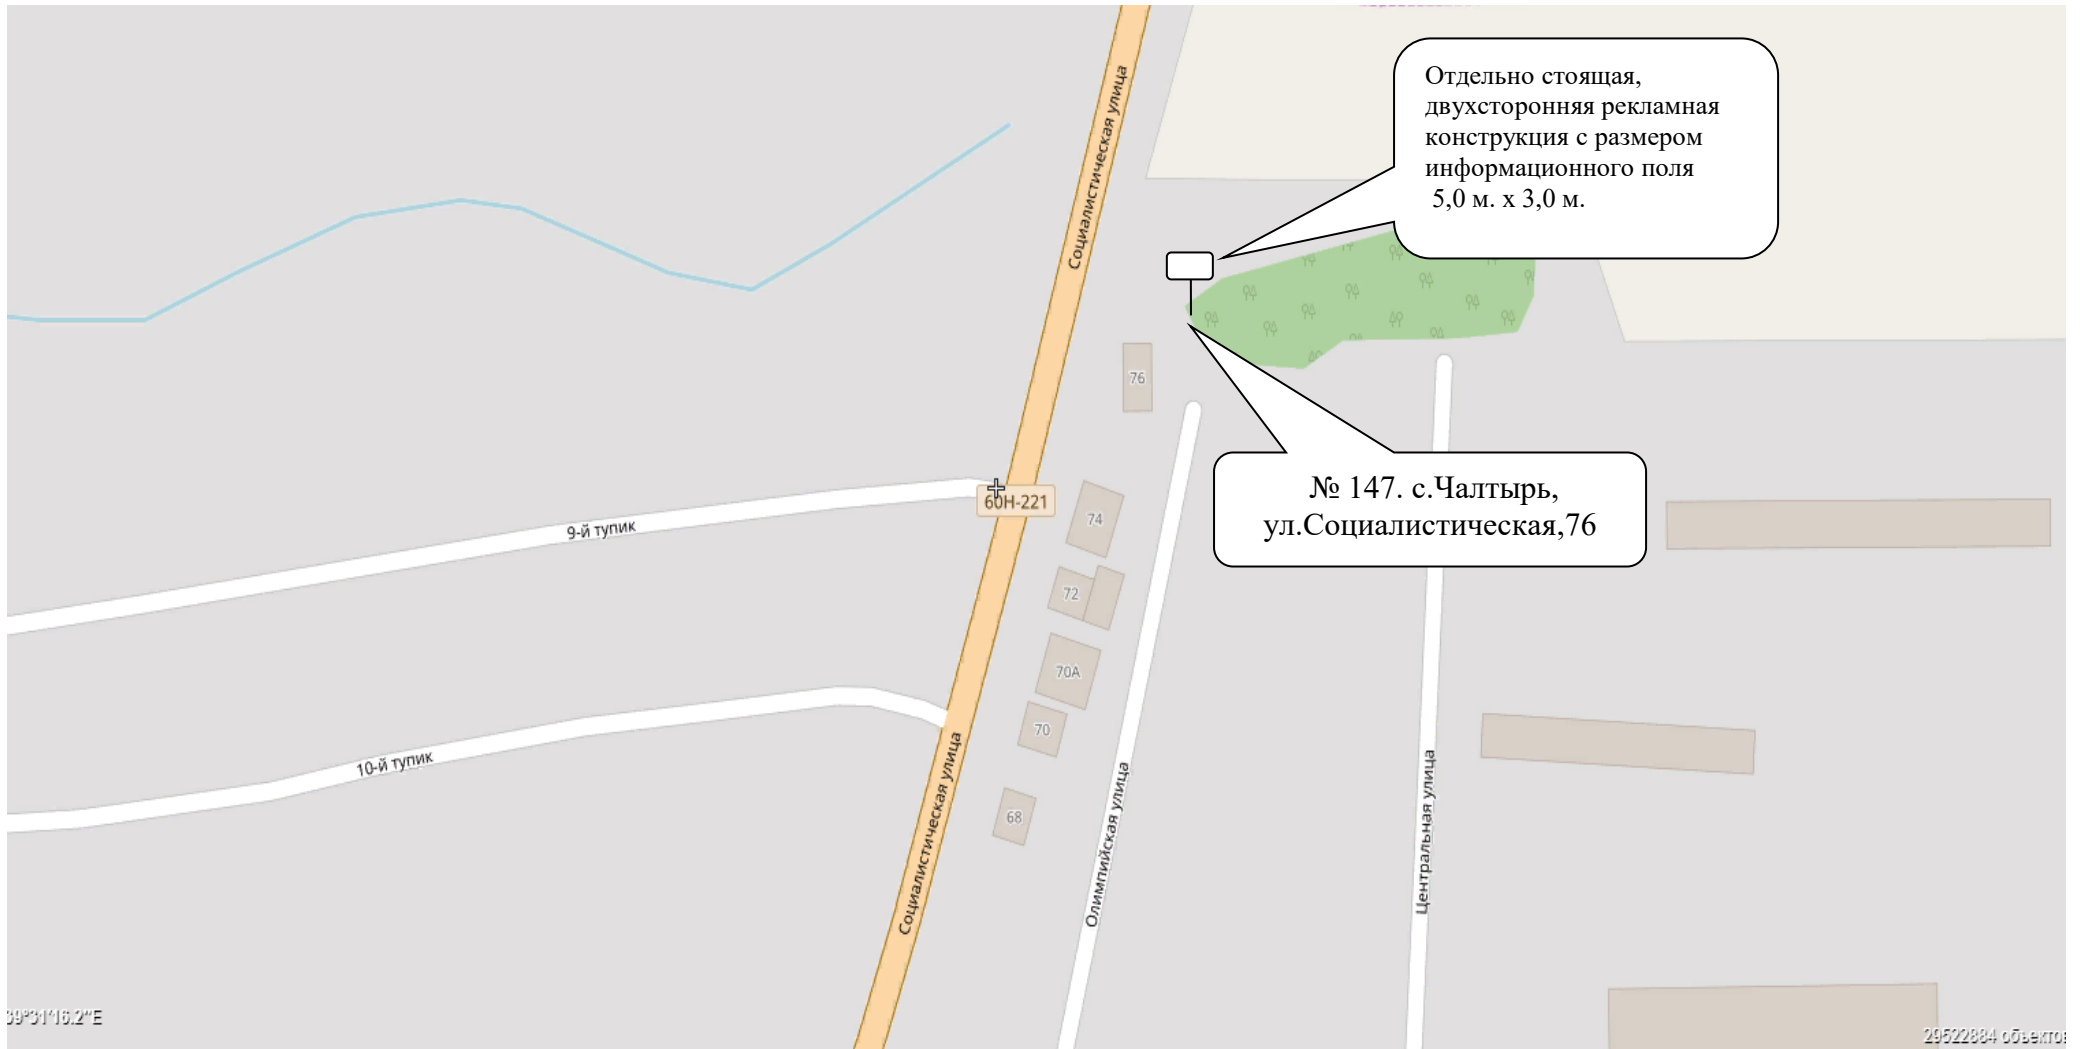 Отдельно стоящая,
двухсторонняя рекламная
конструкция с размером
информационного поля
5,0 м. х 3,0 м.
Социалистическая улица
76
№ 147. с.Чалтырь,
ул.Социалистическая,76
60Н-221
9-й тупик
74
72
70А
70
10-й тупик
68
Социалистическая улица
Олимпийская улица
Центральная улица
39°31'16.2"E
29522884 объекто